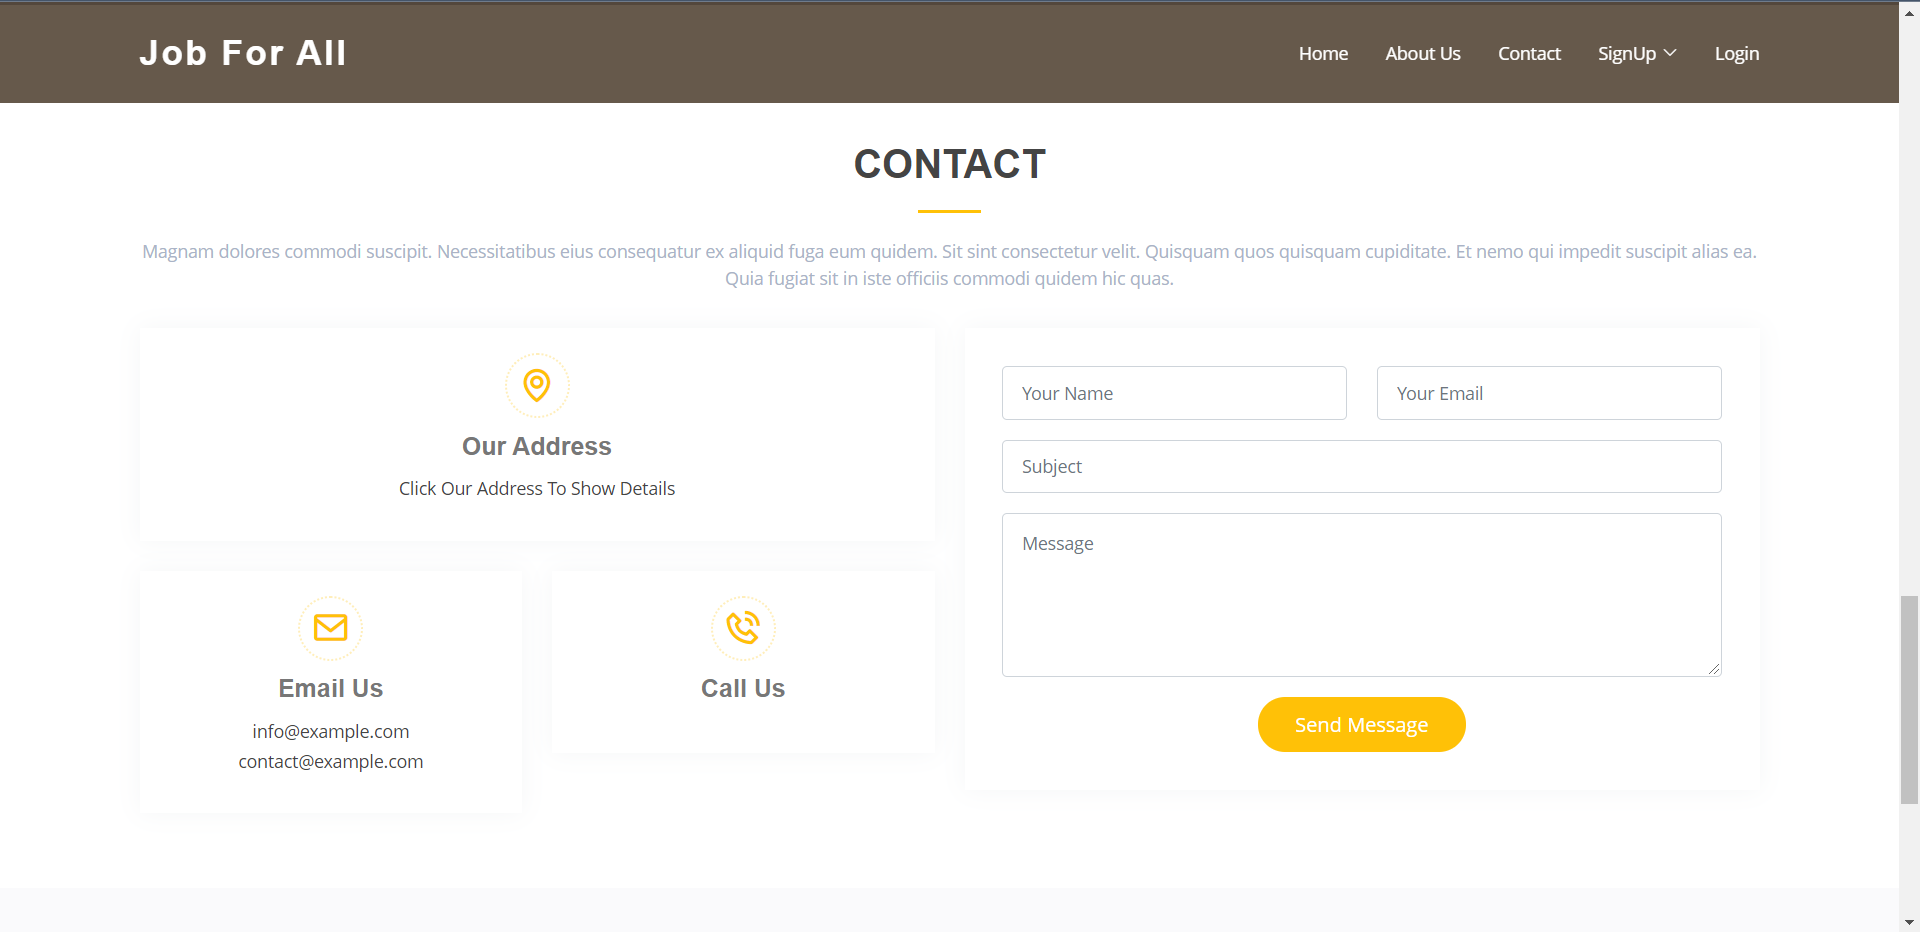 Job For All
Home About Us Contact SignUp Login
CONTACT
Magnam dolores commodi suscipit. Necessitatibus eius consequatur ex aliquid fuga eum quidem. Sit sint consectetur velit. Quisquam quos quisquam cupiditate. Et nemo qui impedit suscipit alias ea.
Quia fugiat sit in iste officiis commodi quidem hic quas.
Our Address
Click Our Address To Show Details
Email Us
info@example.com
contact@example.com
Call Us
Your Name
Your Email
Subject
Message
Send Message